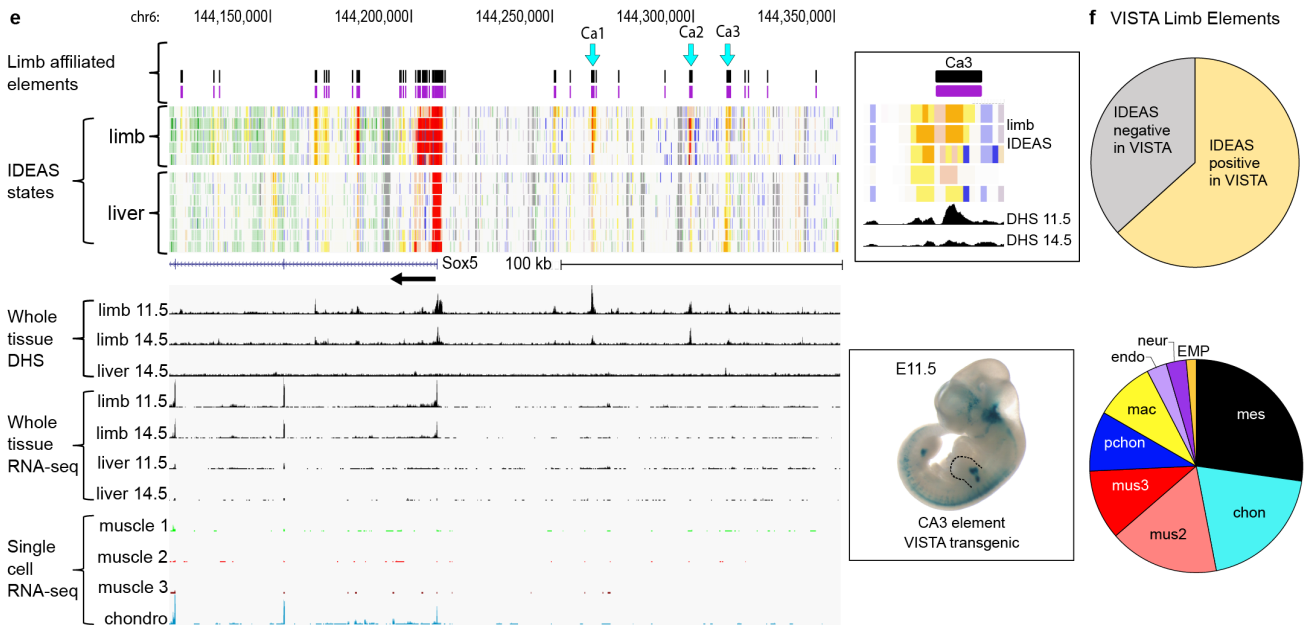 e
chr6: 144,150,000| 144,200,000| 144,250,000| 144,300,000| 144,350,000|
Ca1 Ca2 Ca3
Limb affiliated
elements
IDEAS
states
limb
liver
Sox5 100 kb
Whole
tissue
DHS
limb 11.5
limb 14.5
liver 14.5
Whole
tissue
RNA-seq
limb 11.5
limb 14.5
liver 11.5
liver 14.5
Single
cell
RNA-seq
muscle 1
muscle 2
muscle 3
chondro
Ca3
limb
IDEAS
DHS 11.5
DHS 14.5
E11.5
CA3 element
VISTA transgenic
f VISTA Limb Elements
IDEAS
negative
in VISTA
IDEAS
positive
in VISTA
neur
endo
EMP
mes
mac
pchon
mus3
mus2
chon